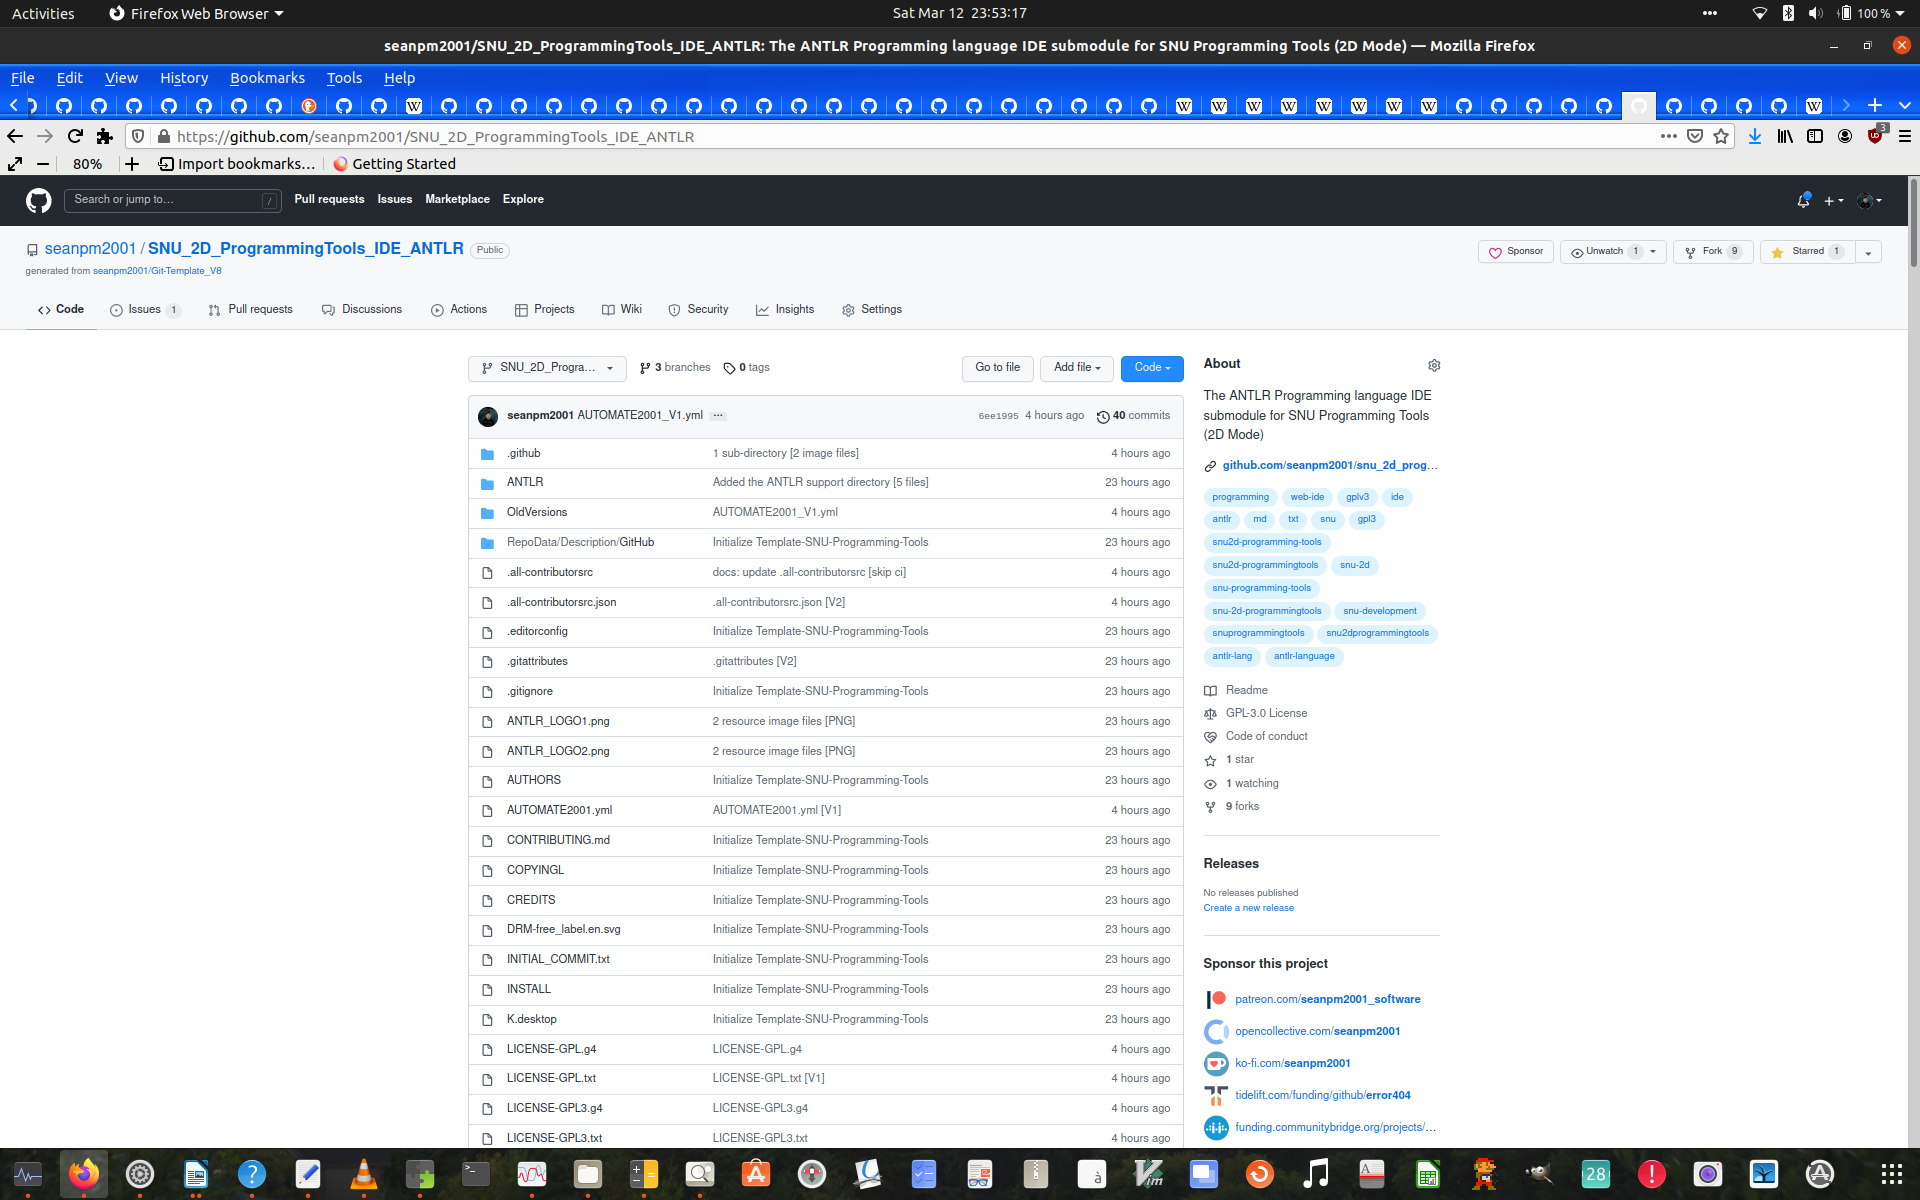 Activities Firefox Web Browser Sat Mar 12 23:53:17 100 %
seanpm2001/SNU_2D_ProgrammingTools_IDE_ANTLR: The ANTLR Programming language IDE submodule for SNU Programming Tools (2D Mode) — Mozilla Firefox
File Edit View History Bookmarks Tools Help
https://github.com/seanpm2001/SNU_2D_ProgrammingTools_IDE_ANTLR 3
80% Import bookmarks… Getting Started
Search or jump to… / Pull requests Issues Marketplace Explore
seanpm2001 / SNU_2D_ProgrammingTools_IDE_ANTLR Public Sponsor Unwatch 1 Fork 9 Starred 1
generated from seanpm2001/Git-Template_V8
Code Issues 1 Pull requests Discussions Actions Projects Wiki Security Insights Settings
SNU_2D_Progra... 3 branches 0 tags Go to file Add file Code
seanpm2001 AUTOMATE2001_V1.yml ... 6ee1995 4 hours ago 40 commits
.github 1 sub-directory [2 image files] 4 hours ago
ANTLR Added the ANTLR support directory [5 files] 23 hours ago
OldVersions AUTOMATE2001_V1.yml 4 hours ago
RepoData/Description/GitHub Initialize Template-SNU-Programming-Tools 23 hours ago
.all-contributorsrc docs: update .all-contributorsrc [skip ci] 4 hours ago
.all-contributorsrc.json .all-contributorsrc.json [V2] 4 hours ago
.editorconfig Initialize Template-SNU-Programming-Tools 23 hours ago
.gitattributes .gitattributes [V2] 23 hours ago
.gitignore Initialize Template-SNU-Programming-Tools 23 hours ago
ANTLR_LOGO1.png 2 resource image files [PNG] 23 hours ago
ANTLR_LOGO2.png 2 resource image files [PNG] 23 hours ago
AUTHORS Initialize Template-SNU-Programming-Tools 23 hours ago
AUTOMATE2001.yml AUTOMATE2001.yml [V1] 4 hours ago
CONTRIBUTING.md Initialize Template-SNU-Programming-Tools 23 hours ago
COPYINGL Initialize Template-SNU-Programming-Tools 23 hours ago
CREDITS Initialize Template-SNU-Programming-Tools 23 hours ago
DRM-free_label.en.svg Initialize Template-SNU-Programming-Tools 23 hours ago
INITIAL_COMMIT.txt Initialize Template-SNU-Programming-Tools 23 hours ago
INSTALL Initialize Template-SNU-Programming-Tools 23 hours ago
K.desktop Initialize Template-SNU-Programming-Tools 23 hours ago
LICENSE-GPL.g4 LICENSE-GPL.g4 4 hours ago
LICENSE-GPL.txt LICENSE-GPL.txt [V1] 4 hours ago
LICENSE-GPL3.g4 LICENSE-GPL3.g4 4 hours ago
LICENSE-GPL3.txt LICENSE-GPL3.txt 4 hours ago
About
The ANTLR Programming language IDE
submodule for SNU Programming Tools
(2D Mode)
github.com/seanpm2001/snu_2d_prog...
programming web-ide gplv3 ide
antlr md txt snu gpl3
snu2d-programming-tools
snu2d-programmingtools snu-2d
snu-programming-tools
snu-2d-programmingtools snu-development
snuprogrammingtools snu2dprogrammingtools
antlr-lang antlr-language
Readme
GPL-3.0 License
Code of conduct
1 star
1 watching
9 forks
Releases
No releases published
Create a new release
Sponsor this project
patreon.com/seanpm2001_software
opencollective.com/seanpm2001
ko-fi.com/seanpm2001
tidelift.com/funding/github/error404
funding.communitybridge.org/projects/...
28